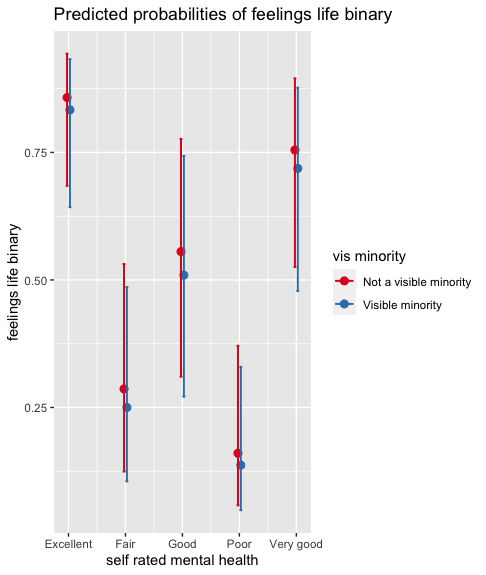 Predicted probabilities of feelings life binary
feelings life binary
0.75
0.50
0.25
Excellent Fair Good Poor Very good
self rated mental health
vis minority
Not a visible minority
Visible minority